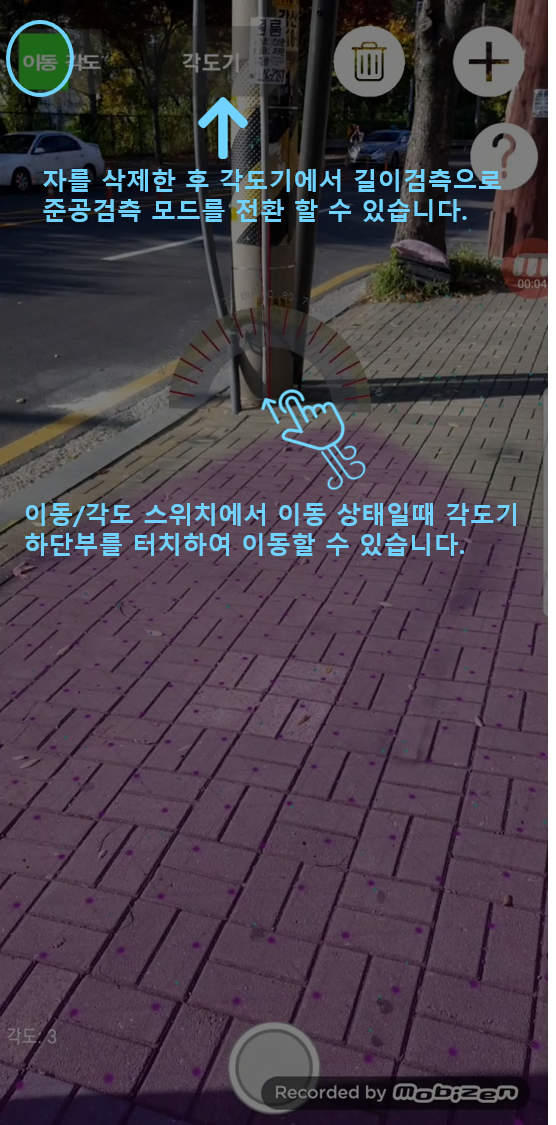 이동 각도
각도기
?
00:04
자를 삭제한 후 각도기에서 길이검측으로
준공검측 모드를 전환 할 수 있습니다.
이동/각도 스위치에서 이동 상태일때 각도기
하단부를 터치하여 이동할 수 있습니다.
각도: 3
Recorded by mobizen